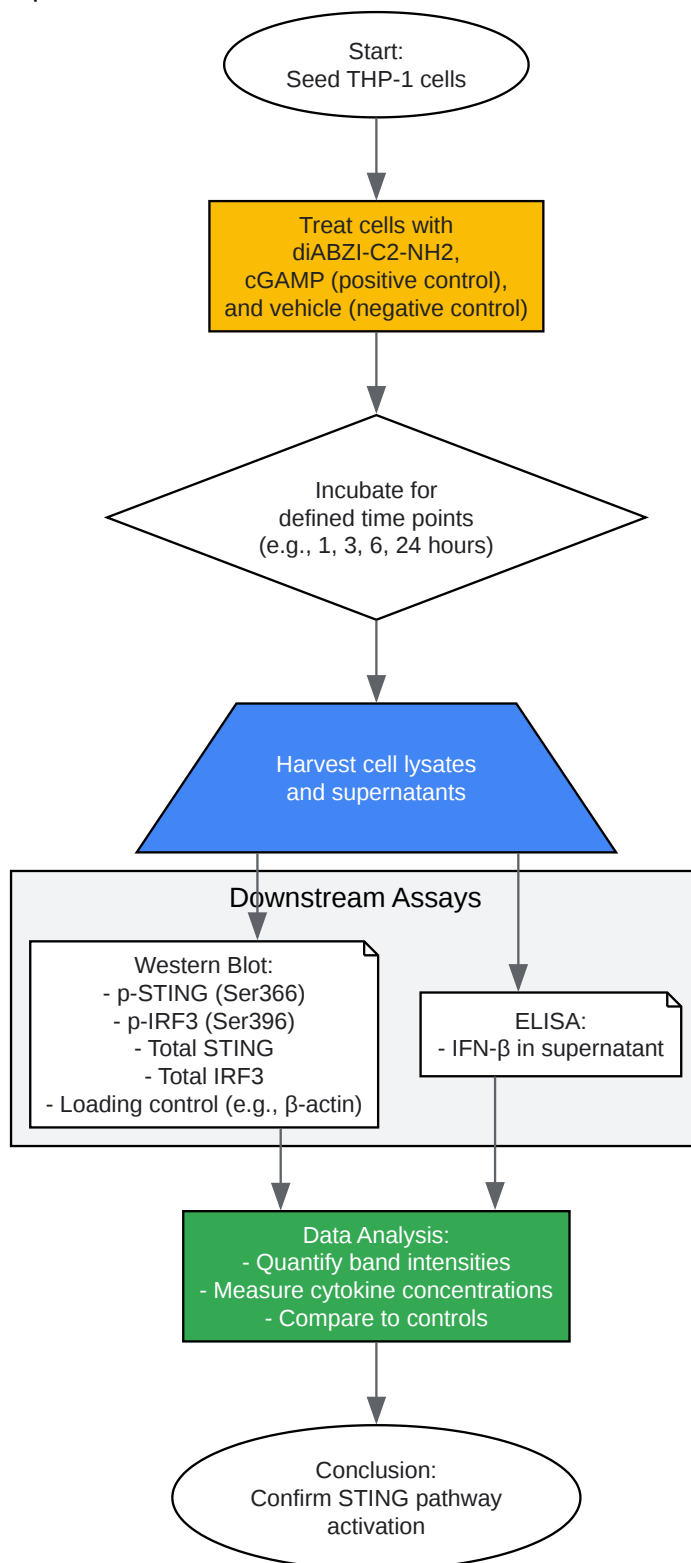 Start:
Seed THP-1 cells
Treat cells with
diABZI-C2-NH2,
cGAMP (positive control),
and vehicle (negative control)
Incubate for
defined time points
(e.g., 1, 3, 6, 24 hours)
Harvest cell lysates
and supernatants
Downstream Assays
Western Blot:
- p-STING (Ser366)
- p-IRF3 (Ser396)
- Total STING
- Total IRF3
- Loading control (e.g., β-actin)
ELISA:
- IFN-β in supernatant
Data Analysis:
- Quantify band intensities
- Measure cytokine concentrations
- Compare to controls
Conclusion:
Confirm STING pathway
activation